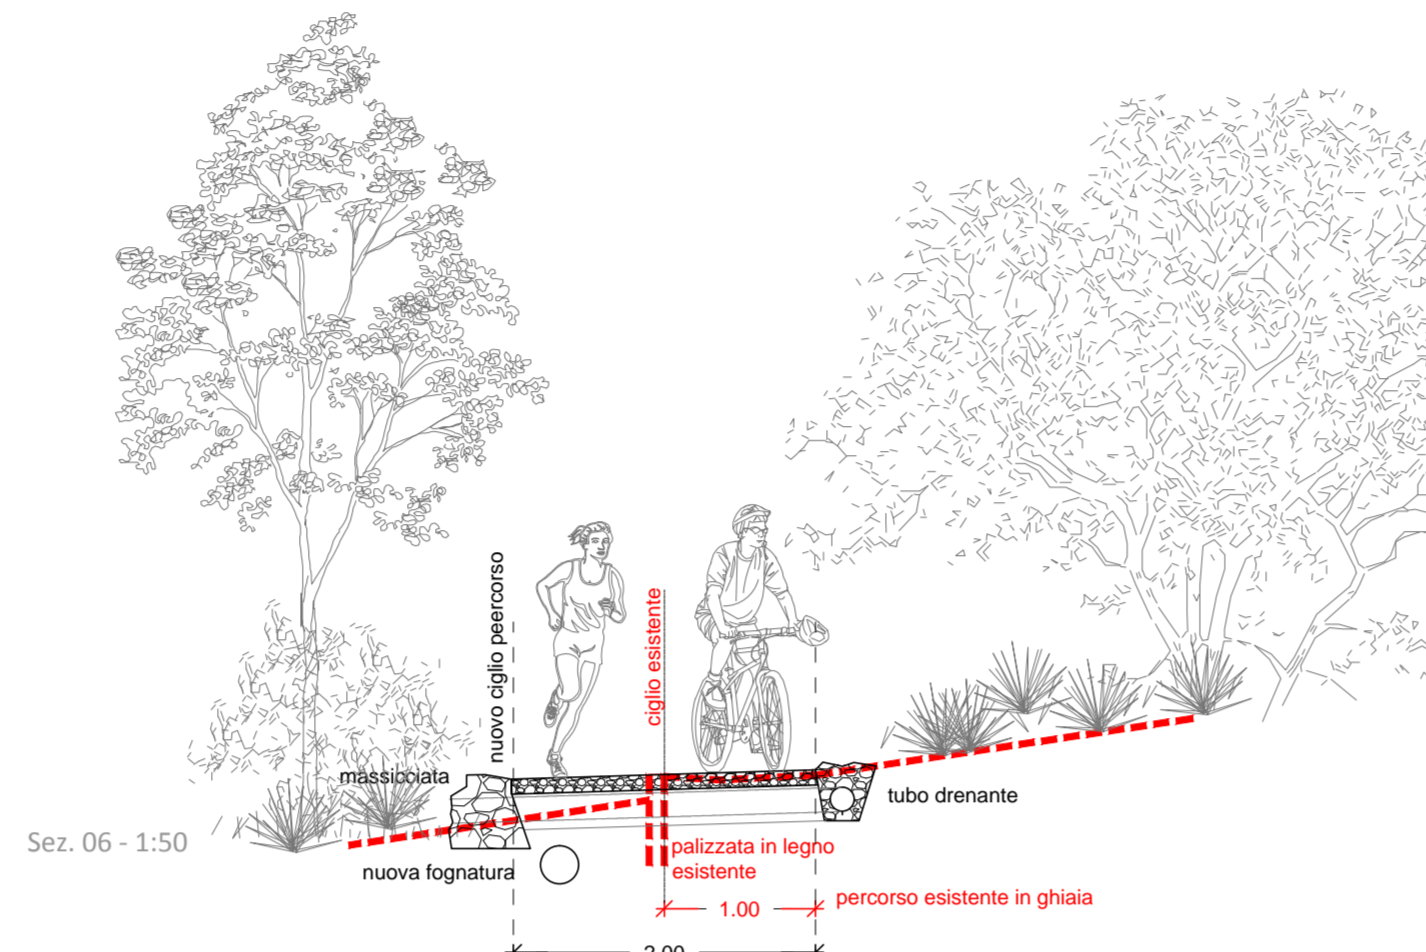 nuovo ciglio peercorso
ciglio esistente
massicciata
tubo drenante
Sez. 06 - 1:50
palizzata in legno
esistente
nuova fognatura
percorso esistente in ghiaia
1.00